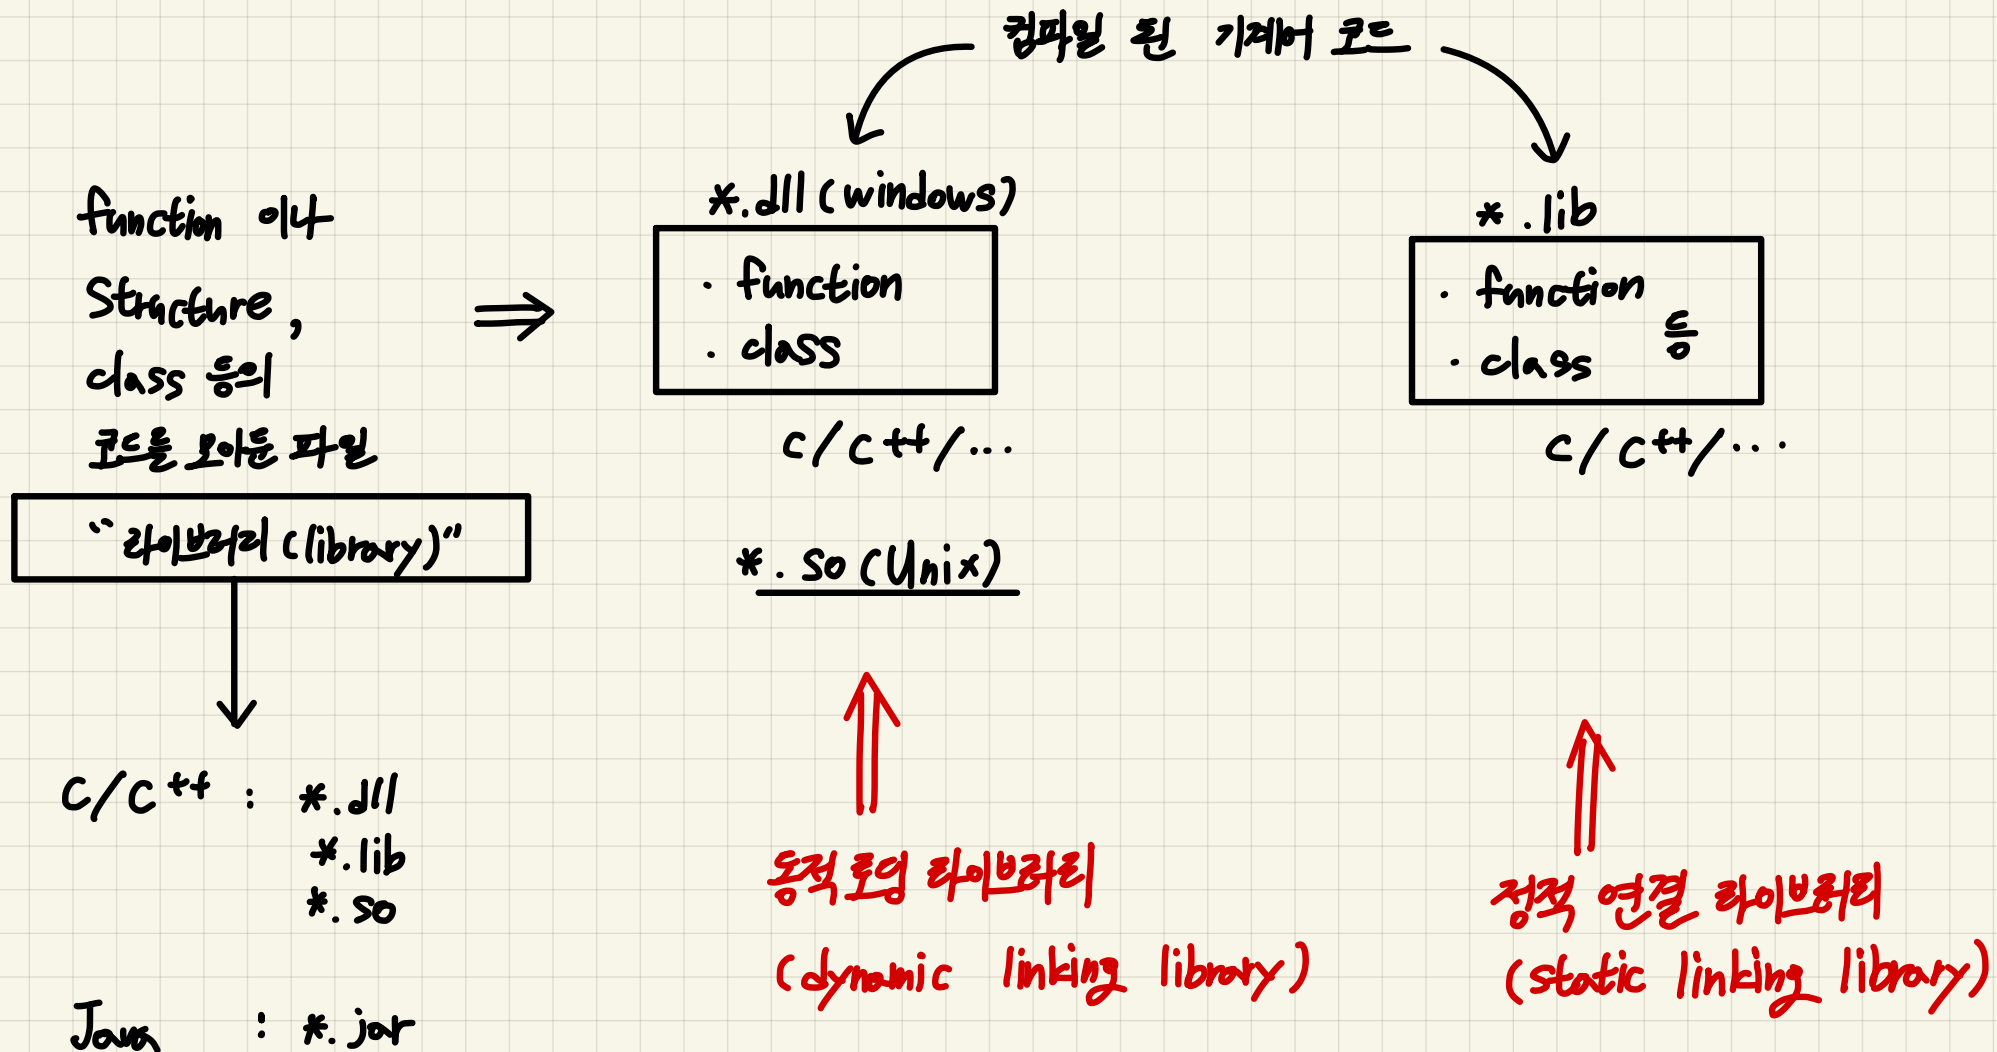 컴파일 된 기계어 코드
function 이나
Structure,
class 등의
코드를 모아둔 파일
"라이브러리 (library)"
C/C++ : *.dll
*.lib
*.so
Java : *.jar
*.dll (windows)
· function
· class
C/C++/...
*.so (Unix)
동적 로딩 라이브러리
(dynamic linking library)
*.lib
· function
· class 등
C/C++/...
정적 연결 라이브러리
(static linking library)